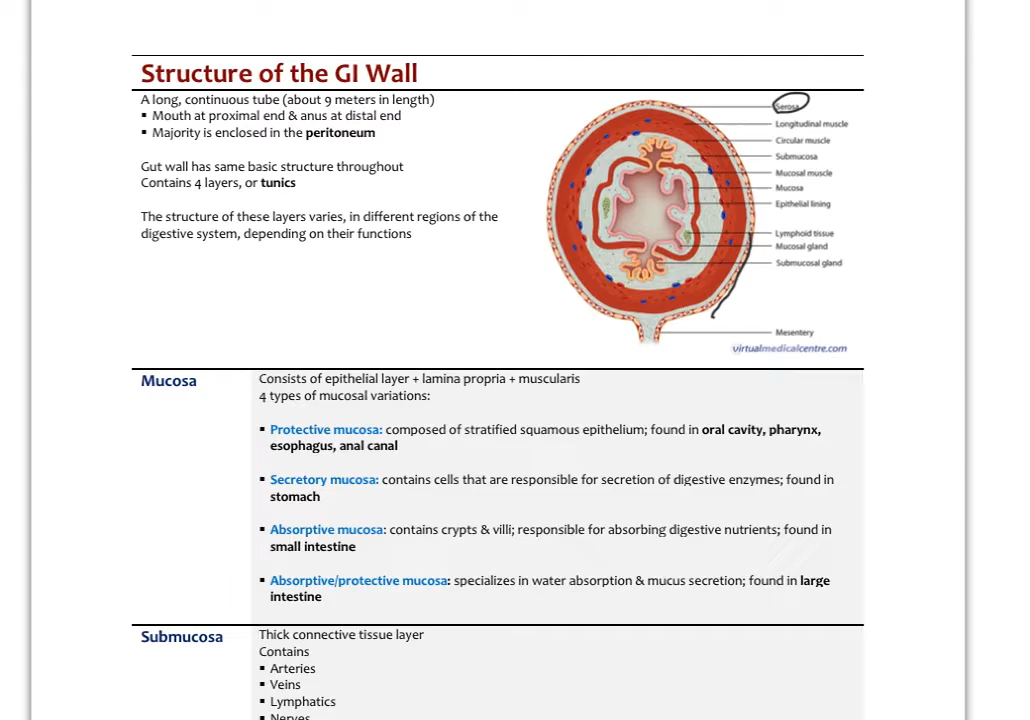 Structure of the GI Wall
A long, continuous tube (about 9 meters in length)
▪ Mouth at proximal end & anus at distal end
▪ Majority is enclosed in the peritoneum
Gut wall has same basic structure throughout
Contains 4 layers, or tunics
The structure of these layers varies, in different regions of the
digestive system, depending on their functions
Serosa
Longitudinal muscle
Circular muscle
Submucosa
Mucosal muscle
Mucosa
Epithelial lining
Lymphoid tissue
Mucosal gland
Submucosal gland
Mesentery
virtualmedicalcentre.com
Mucosa
Consists of epithelial layer + lamina propria + muscularis
4 types of mucosal variations:
▪ Protective mucosa: composed of stratified squamous epithelium; found in oral cavity, pharynx,
esophagus, anal canal
▪ Secretory mucosa: contains cells that are responsible for secretion of digestive enzymes; found in
stomach
▪ Absorptive mucosa: contains crypts & villi; responsible for absorbing digestive nutrients; found in
small intestine
▪ Absorptive/protective mucosa: specializes in water absorption & mucus secretion; found in large
intestine
Submucosa
Thick connective tissue layer
Contains
▪ Arteries
▪ Veins
▪ Lymphatics
▪ Nerves